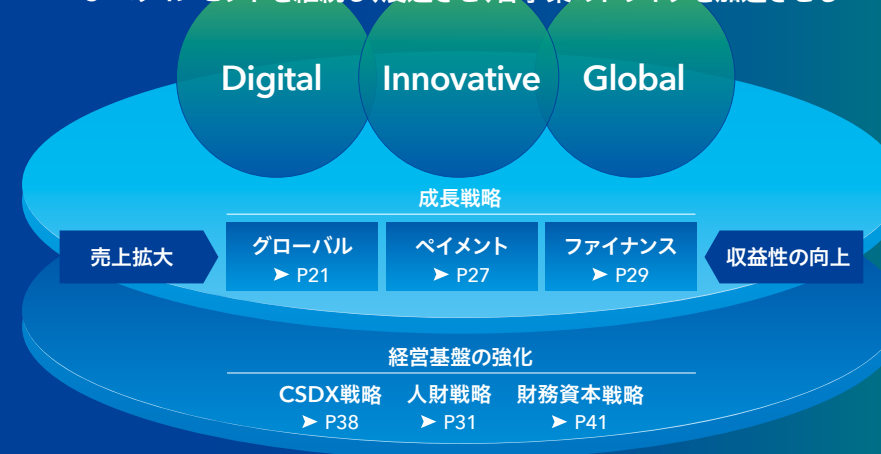 Digital
Innovative
Global
成長戦略
売上拡大
グローバル
➤ P21
ペイメント
➤ P27
ファイナンス
➤ P29
収益性の向上
経営基盤の強化
CSDX戦略
➤ P38
人財戦略
➤ P31
財務資本戦略
➤ P41